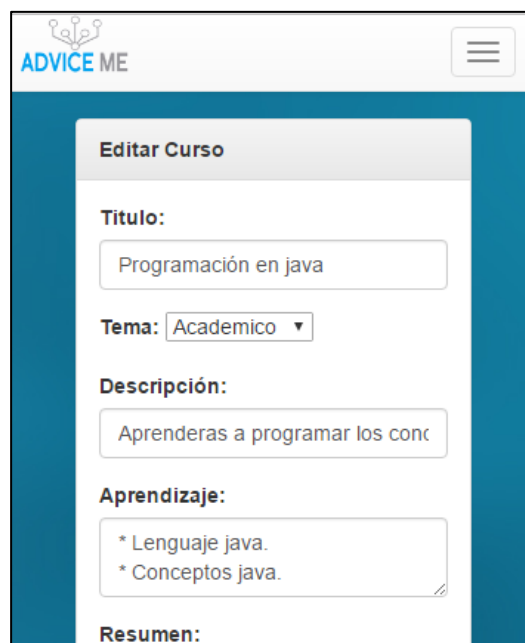 ADVICE ME
Editar Curso
Titulo:
Programación en java
Tema: Academico
Descripción:
Aprenderas a programar los
Aprendizaje:
* Lenguaje java.
* Conceptos java.
Resumen: